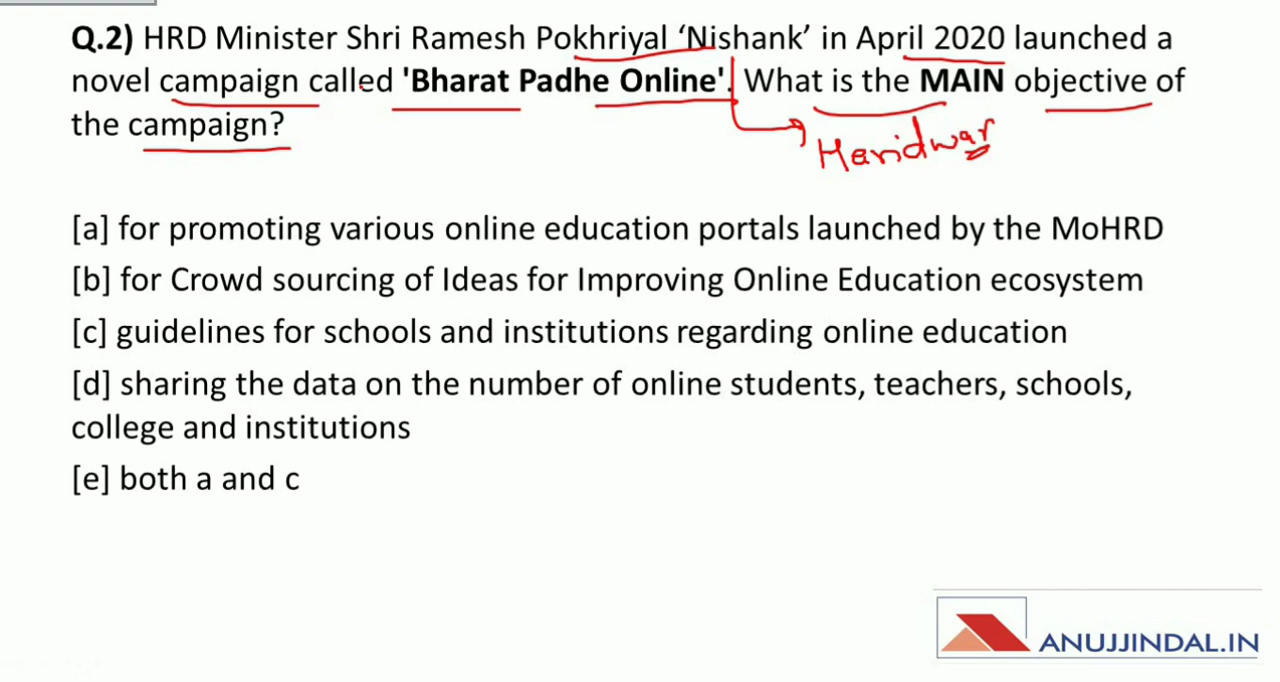 Q.2) HRD Minister Shri Ramesh Pokhriyal ‘Nishank’ in April 2020 launched a
novel campaign called 'Bharat Padhe Online'. What is the MAIN objective of
the campaign?
Haridwar
[a] for promoting various online education portals launched by the MoHRD
[b] for Crowd sourcing of Ideas for Improving Online Education ecosystem
[c] guidelines for schools and institutions regarding online education
[d] sharing the data on the number of online students, teachers, schools,
college and institutions
[e] both a and c
ANUJJINDAL.IN